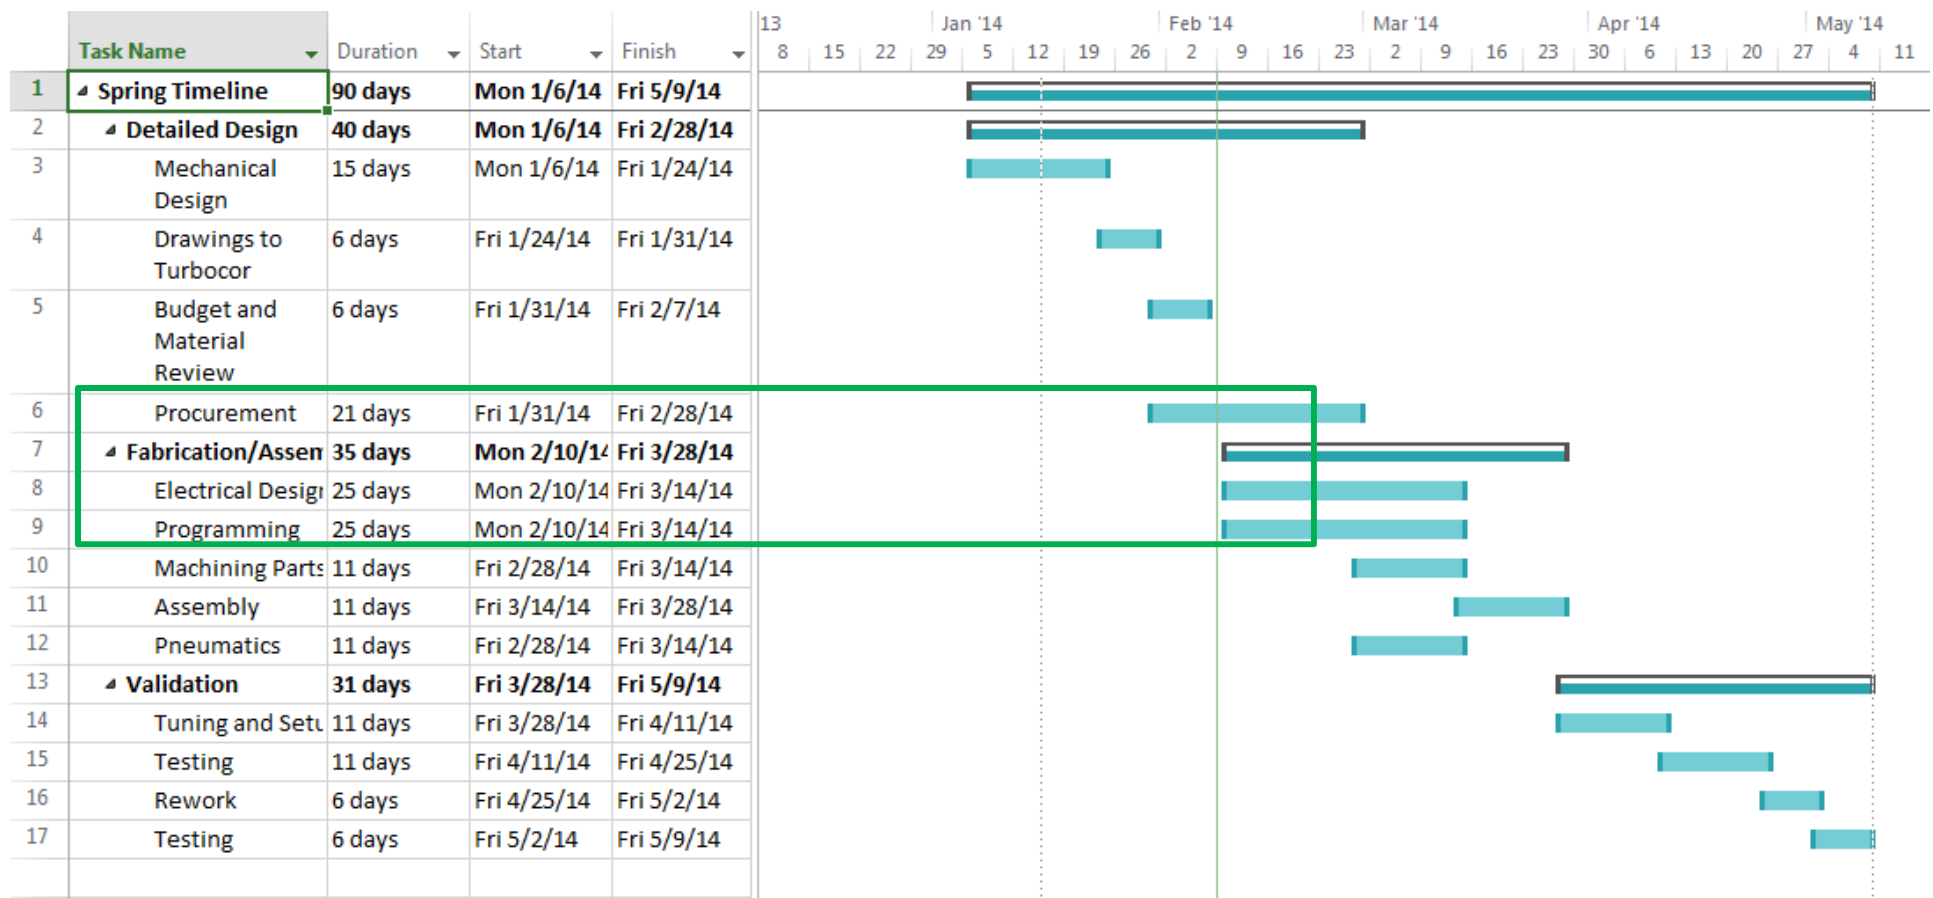 13 Jan '14 Feb '14 Mar '14 Apr '14 May '14
Task Name Duration Start Finish 8 15 22 29 5 12 19 26 2 9 16 23 2 9 16 23 30 6 13 20 27 4 11
1 Spring Timeline 90 days Mon 1/6/14 Fri 5/9/14
2 Detailed Design 40 days Mon 1/6/14 Fri 2/28/14
3 Mechanical 15 days Mon 1/6/14 Fri 1/24/14
Design
4 Drawings to 6 days Fri 1/24/14 Fri 1/31/14
Turbocor
5 Budget and 6 days Fri 1/31/14 Fri 2/7/14
Material
Review
6 Procurement 21 days Fri 1/31/14 Fri 2/28/14
7 Fabrication/Assem 35 days Mon 2/10/14 Fri 3/28/14
8 Electrical Design 25 days Mon 2/10/14 Fri 3/14/14
9 Programming 25 days Mon 2/10/14 Fri 3/14/14
10 Machining Parts 11 days Fri 2/28/14 Fri 3/14/14
11 Assembly 11 days Fri 3/14/14 Fri 3/28/14
12 Pneumatics 11 days Fri 2/28/14 Fri 3/14/14
13 Validation 31 days Fri 3/28/14 Fri 5/9/14
14 Tuning and Setu 11 days Fri 3/28/14 Fri 4/11/14
15 Testing 11 days Fri 4/11/14 Fri 4/25/14
16 Rework 6 days Fri 4/25/14 Fri 5/2/14
17 Testing 6 days Fri 5/2/14 Fri 5/9/14